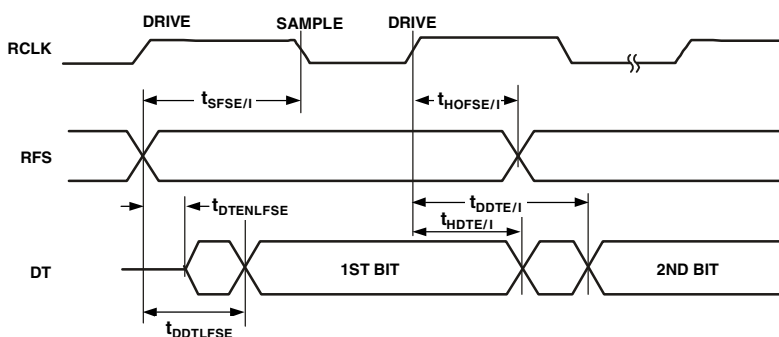 DRIVE SAMPLE DRIVE
RCLK
tSFSE/I tHOFSE/I
RFS
tDDTE/I
tDTENLFSE
tHDTE/I
DT 1ST BIT 2ND BIT
tDDTLFSE